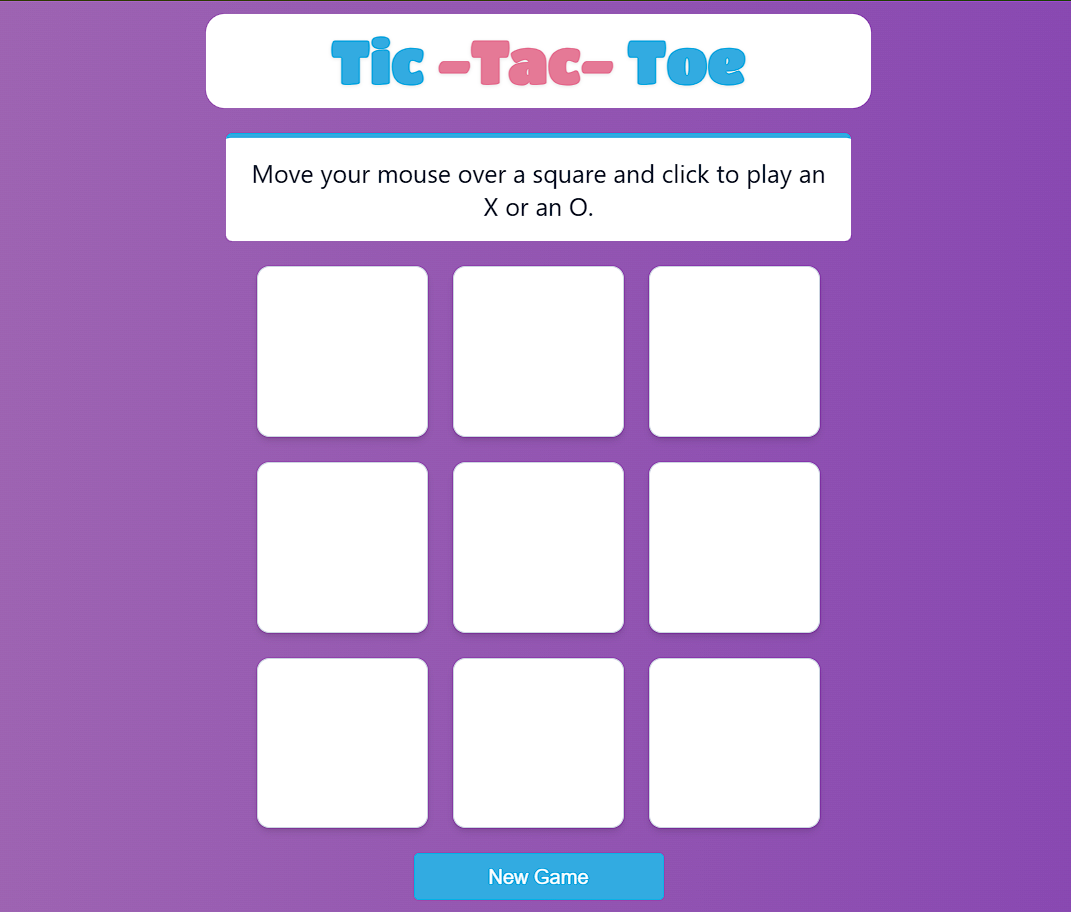 Tic -Tac- Toe
Move your mouse over a square and click to play an
X or an O.
New Game